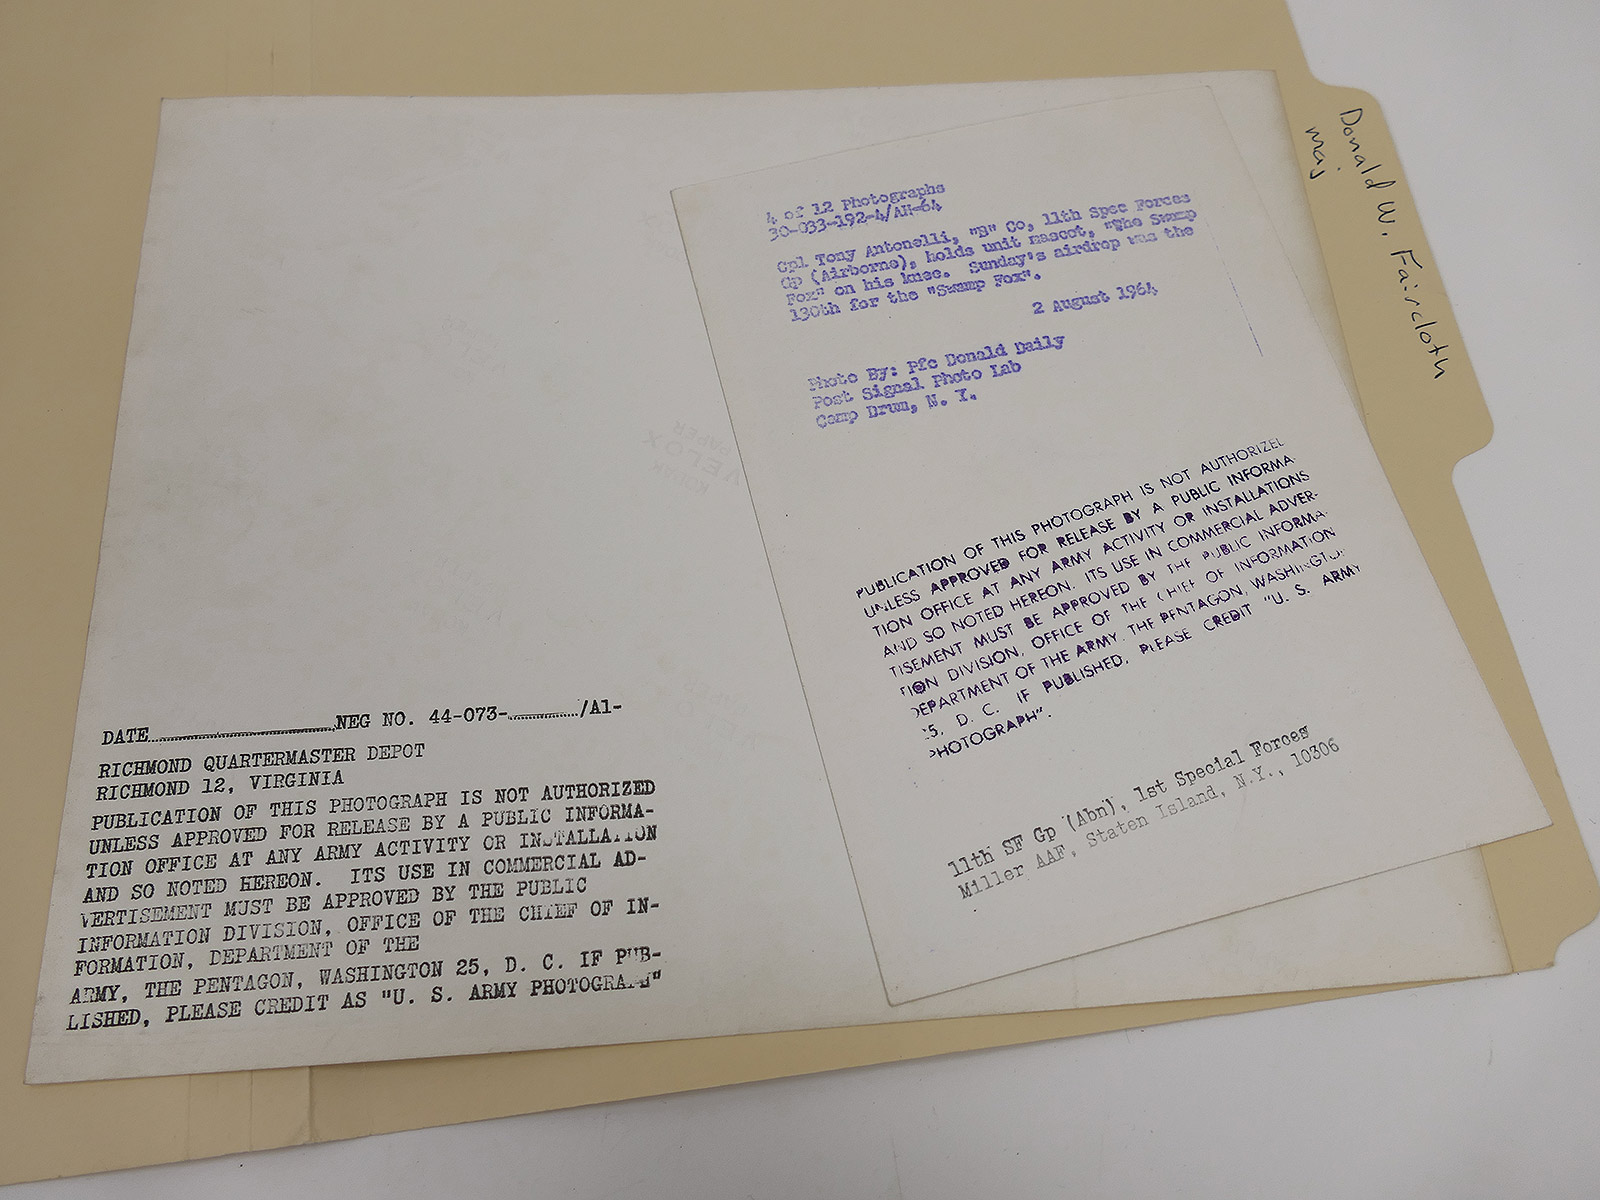 Donald W. Faircloth
maj
4 of 12 Photographs
30-033-192-4/AH-64
Cpl Tony Antonelli, "B" Co, 11th Spec Forces
Gp (Airborne), holds unit mascot, "The Swamp
Fox" on his knee. Sunday's airdrop was the
130th for the "Swamp Fox".
2 August 1964
Photo By: Pfc Donald Daily
Post Signal Photo Lab
Camp Drum, N. Y.
PUBLICATION OF THIS PHOTOGRAPH IS NOT AUTHORIZED
UNLESS APPROVED FOR RELEASE BY A PUBLIC INFORMA-
TION OFFICE AT ANY ARMY ACTIVITY OR INSTALLATIONS
AND SO NOTED HEREON. ITS USE IN COMMERCIAL ADVER-
TISEMENT MUST BE APPROVED BY THE PUBLIC INFORMA-
TION DIVISION, OFFICE OF THE CHIEF OF INFORMATION
DEPARTMENT OF THE ARMY. THE PENTAGON, WASHINGTON
25, D. C. IF PUBLISHED, PLEASE CREDIT "U. S. ARMY
PHOTOGRAPH".
11th SF Gp (Abn), 1st Special Forces
Miller AAF, Staten Island, N.Y., 10306
KODAK
VELOX
PAPER
DATE....................NEG NO. 44-073-........../A1-
RICHMOND QUARTERMASTER DEPOT
RICHMOND 12, VIRGINIA
PUBLICATION OF THIS PHOTOGRAPH IS NOT AUTHORIZED
UNLESS APPROVED FOR RELEASE BY A PUBLIC INFORMA-
TION OFFICE AT ANY ARMY ACTIVITY OR INSTALLATION
AND SO NOTED HEREON. ITS USE IN COMMERCIAL AD-
VERTISEMENT MUST BE APPROVED BY THE PUBLIC
INFORMATION DIVISION, OFFICE OF THE CHIEF OF IN-
FORMATION, DEPARTMENT OF THE
ARMY, THE PENTAGON, WASHINGTON 25, D. C. IF PUB-
LISHED, PLEASE CREDIT AS "U. S. ARMY PHOTOGRAPH"